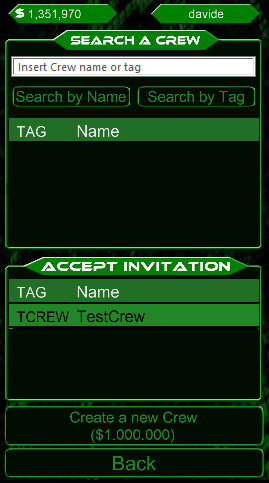 $ 1,351,970
davide
SEARCH A CREW
Insert Crew name or tag
Search by Name
Search by Tag
TAG Name
ACCEPT INVITATION
TAG Name
TCREW TestCrew
Create a new Crew
($1.000.000)
Back